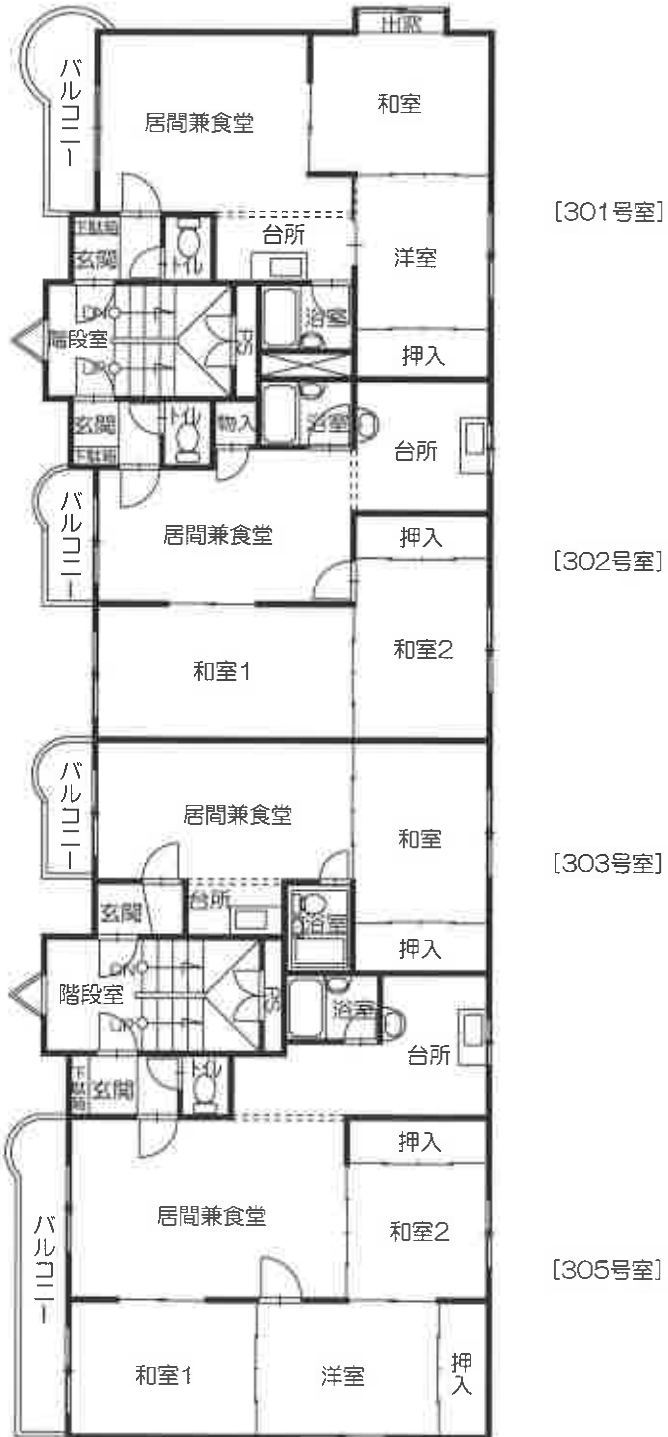 出窓
バルコニー
居間兼食堂
和室
[301号室]
下駄箱
玄関
トイレ
台所
洋室
浴室
階段室
DN
UP
PS
押入
玄関
下駄箱
トイレ
物入
浴室
台所
バルコニー
居間兼食堂
押入
[302号室]
和室1
和室2
バルコニー
居間兼食堂
和室
[303号室]
玄関
台所
浴室
押入
階段室
DN
UP
PS
浴室
台所
下駄箱
玄関
トイレ
押入
バルコニー
居間兼食堂
和室2
[305号室]
和室1
洋室
押入